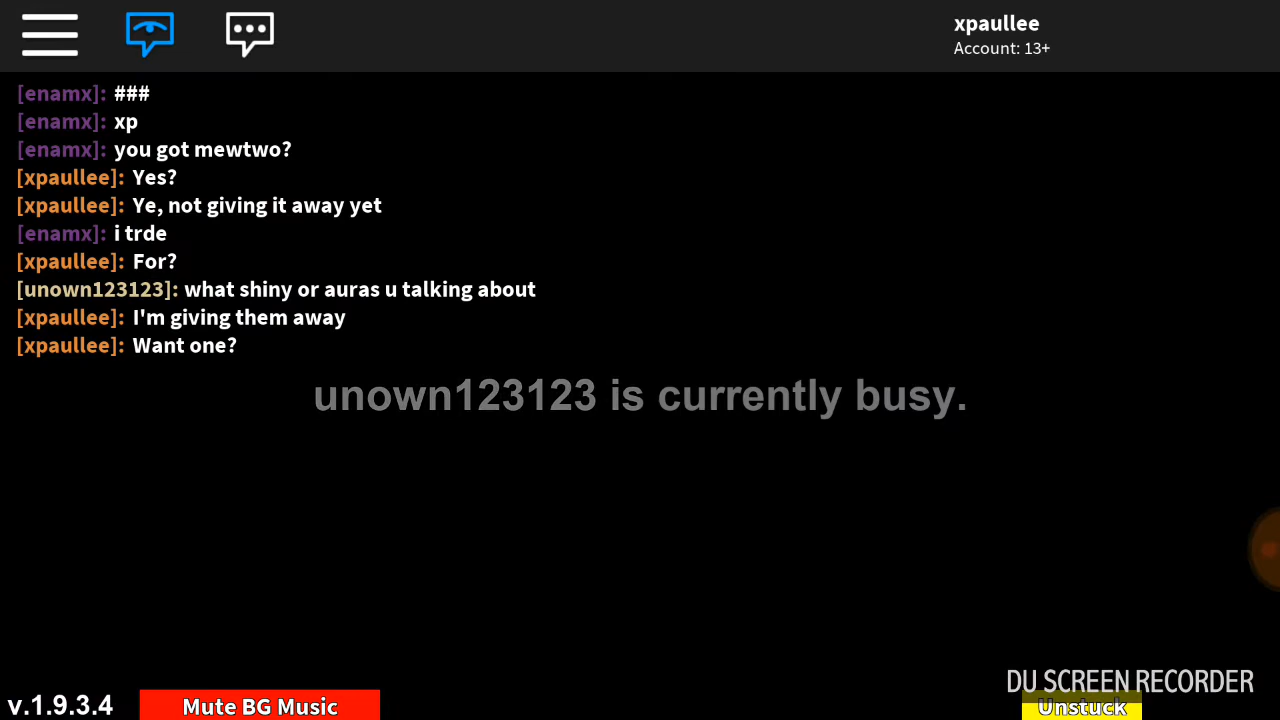 xpaullee
Account: 13+
[enamx]: ###
[enamx]: xp
[enamx]: you got mewtwo?
[xpaullee]: Yes?
[xpaullee]: Ye, not giving it away yet
[enamx]: i trde
[xpaullee]: For?
[unown123123]: what shiny or auras u talking about
[xpaullee]: I'm giving them away
[xpaullee]: Want one?
unown123123 is currently busy.
DU SCREEN RECORDER
v.1.9.3.4
Mute BG Music
Unstuck